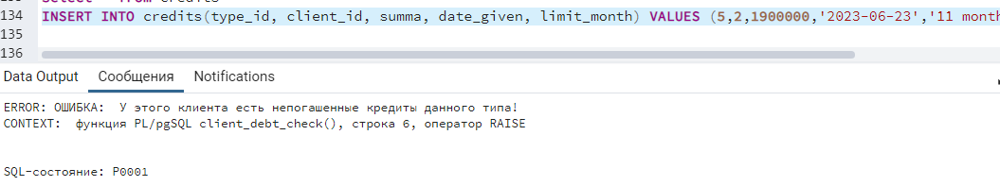 134 INSERT INTO credits(type_id, client_id, summa, date_given, limit_month) VALUES (5,2,1900000,'2023-06-23','11 month
135
136
Data Output Сообщения Notifications
ERROR: ОШИБКА:  У этого клиента есть непогашенные кредиты данного типа!
CONTEXT:  функция PL/pgSQL client_debt_check(), строка 6, оператор RAISE
SQL-состояние: P0001